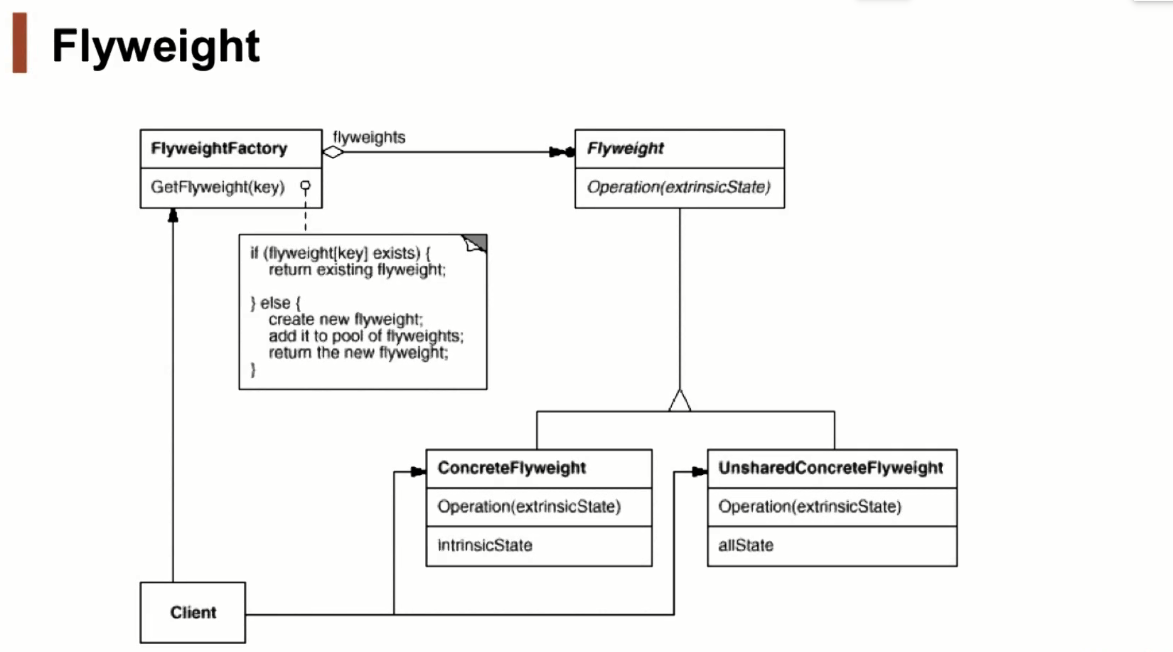 Flyweight
FlyweightFactory
GetFlyweight(key)
flyweights
Flyweight
Operation(extrinsicState)
if (flyweight[key] exists) {
return existing flyweight;
} else {
create new flyweight;
add it to pool of flyweights;
return the new flyweight;
}
ConcreteFlyweight
Operation(extrinsicState)
intrinsicState
UnsharedConcreteFlyweight
Operation(extrinsicState)
allState
Client